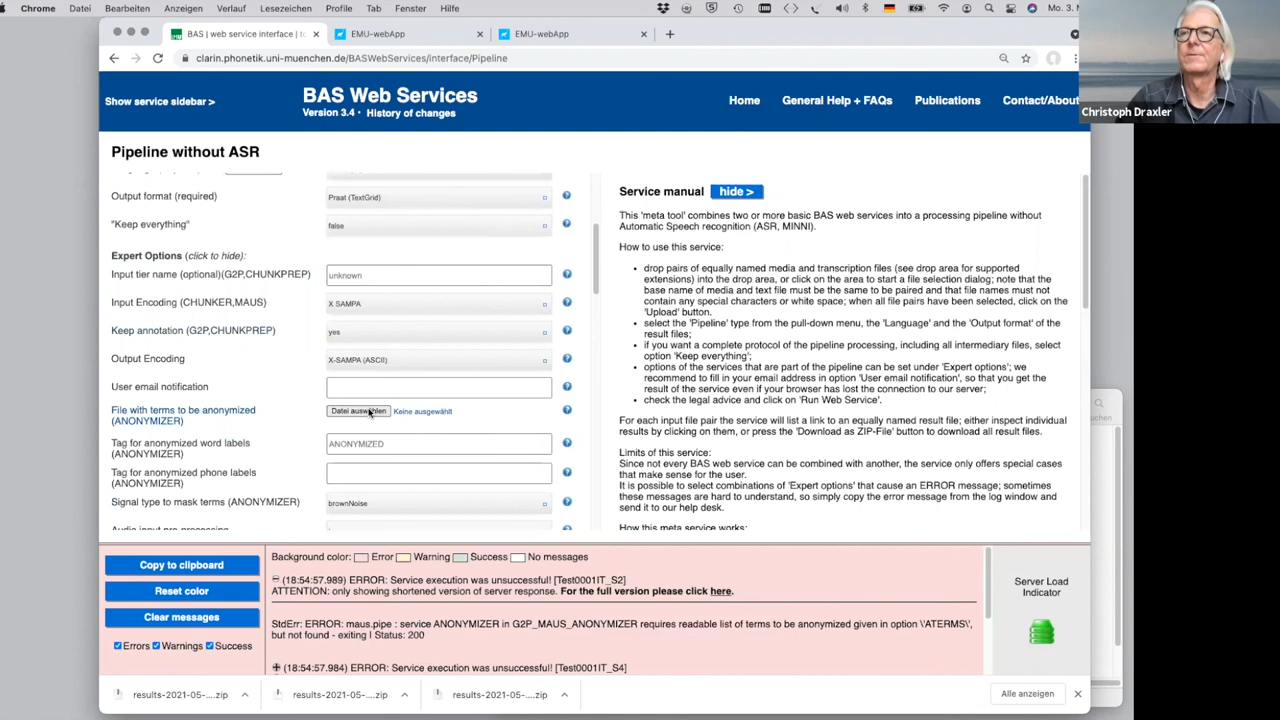 Chrome Datei Bearbeiten Anzeigen Verlauf Lesezeichen Profile Tab Fenster Hilfe Mo. 3. M
BAS | web service interface | to EMU-webApp EMU-webApp
clarin.phonetik.uni-muenchen.de/BASWebServices/interface/Pipeline
Show service sidebar >
BAS Web Services
Version 3.4 • History of changes
Home General Help + FAQs Publications Contact/About
Christoph Draxler
Pipeline without ASR
Output format (required) Praat (TextGrid)
"Keep everything" false
Expert Options (click to hide):
Input tier name (optional)(G2P,CHUNKPREP) unknown
Input Encoding (CHUNKER,MAUS) X SAMPA
Keep annotation (G2P,CHUNKPREP) yes
Output Encoding X-SAMPA (ASCII)
User email notification
File with terms to be anonymized
(ANONYMIZER)
Datei auswählen Keine ausgewählt
Tag for anonymized word labels
(ANONYMIZER)
ANONYMIZED
Tag for anonymized phone labels
(ANONYMIZER)
Signal type to mask terms (ANONYMIZER) brownNoise
Audio input pre-processing
Service manual hide >
This 'meta tool' combines two or more basic BAS web services into a processing pipeline without
Automatic Speech recognition (ASR, MINNI).
How to use this service:
• drop pairs of equally named media and transcription files (see drop area for supported
extensions) into the drop area, or click on the area to start a file selection dialog; note that the
base name of media and text file must be the same to be paired and that file names must not
contain any special characters or white space; when all file pairs have been selected, click on the
'Upload' button.
• select the 'Pipeline' type from the pull-down menu, the 'Language' and the 'Output format' of the
result files;
• if you want a complete protocol of the pipeline processing, including all intermediary files, select
option 'Keep everything';
• options of the services that are part of the pipeline can be set under 'Expert options'; we
recommend to fill in your email address in option 'User email notification', so that you get the
result of the service even if your browser has lost the connection to our server;
• check the legal advice and click on 'Run Web Service'.
For each input file pair the service will list a link to an equally named result file; either inspect individual
results by clicking on them, or press the 'Download as ZIP-File' button to download all result files.
Limits of this service:
Since not every BAS web service can be combined with another, the service only offers special cases
that make sense for the user.
It is possible to select combinations of 'Expert options' that cause an ERROR message; sometimes
these messages are hard to understand, so simply copy the error message from the log window and
send it to our help desk.
How this meta service works:
Copy to clipboard
Reset color
Clear messages
Errors Warnings Success
Background color: Error Warning Success No messages
(18:54:57.989) ERROR: Service execution was unsuccessful! [Test0001IT_S2]
ATTENTION: only showing shortened version of server response. For the full version please click here.
StdErr: ERROR: maus.pipe : service ANONYMIZER in G2P_MAUS_ANONYMIZER requires readable list of terms to be anonymized given in option \'ATERMS\',
but not found - exiting | Status: 200
(18:54:57.984) ERROR: Service execution was unsuccessful! [Test0001IT_S4]
Server Load
Indicator
results-2021-05-....zip results-2021-05-....zip results-2021-05-....zip Alle anzeigen